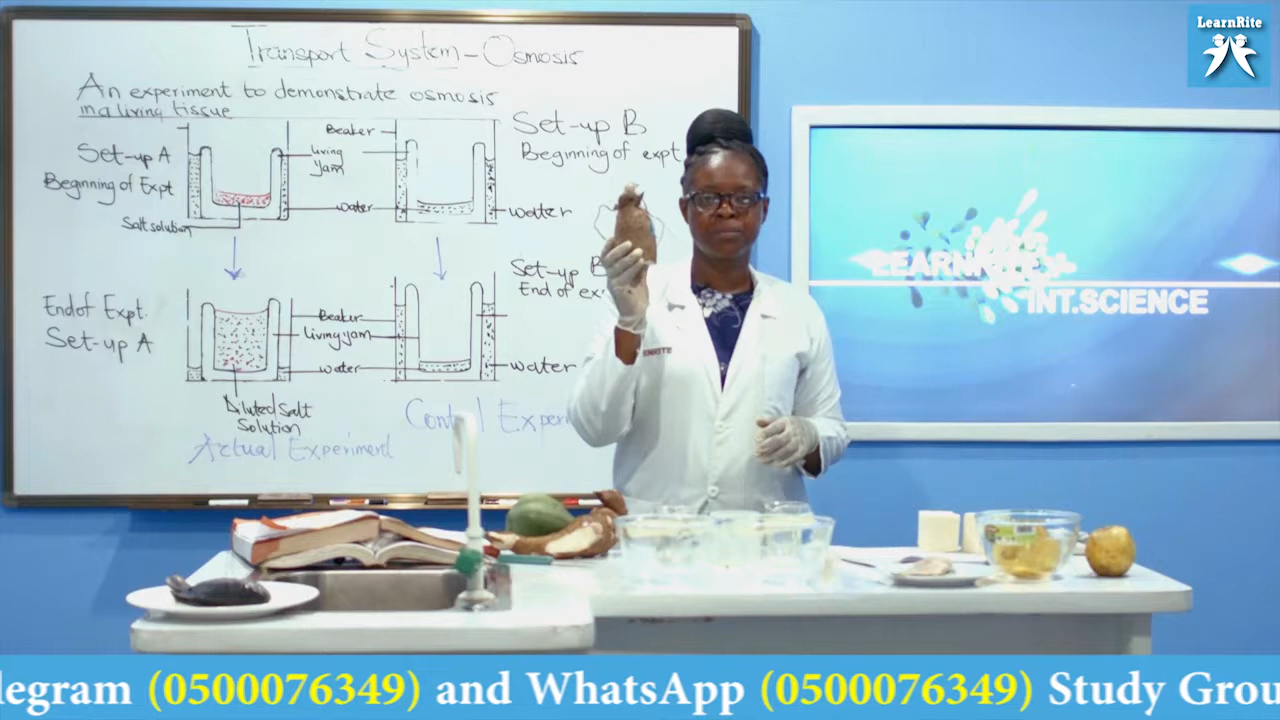 LearnRite
Transport System - Osmosis
An experiment to demonstrate osmosis
in a living tissue
Set-up A
Beginning of Expt
Salt solution
Beaker
living
yam
water
Set-up B
Beginning of expt
water
End of Expt.
Set-up A
Beaker
living yam
water
Diluted Salt
Solution
Actual Experiment
Set-up B
End of ex
water
Control Experi
LEARNRITE
INT.SCIENCE
legram (0500076349) and WhatsApp (0500076349) Study Grou